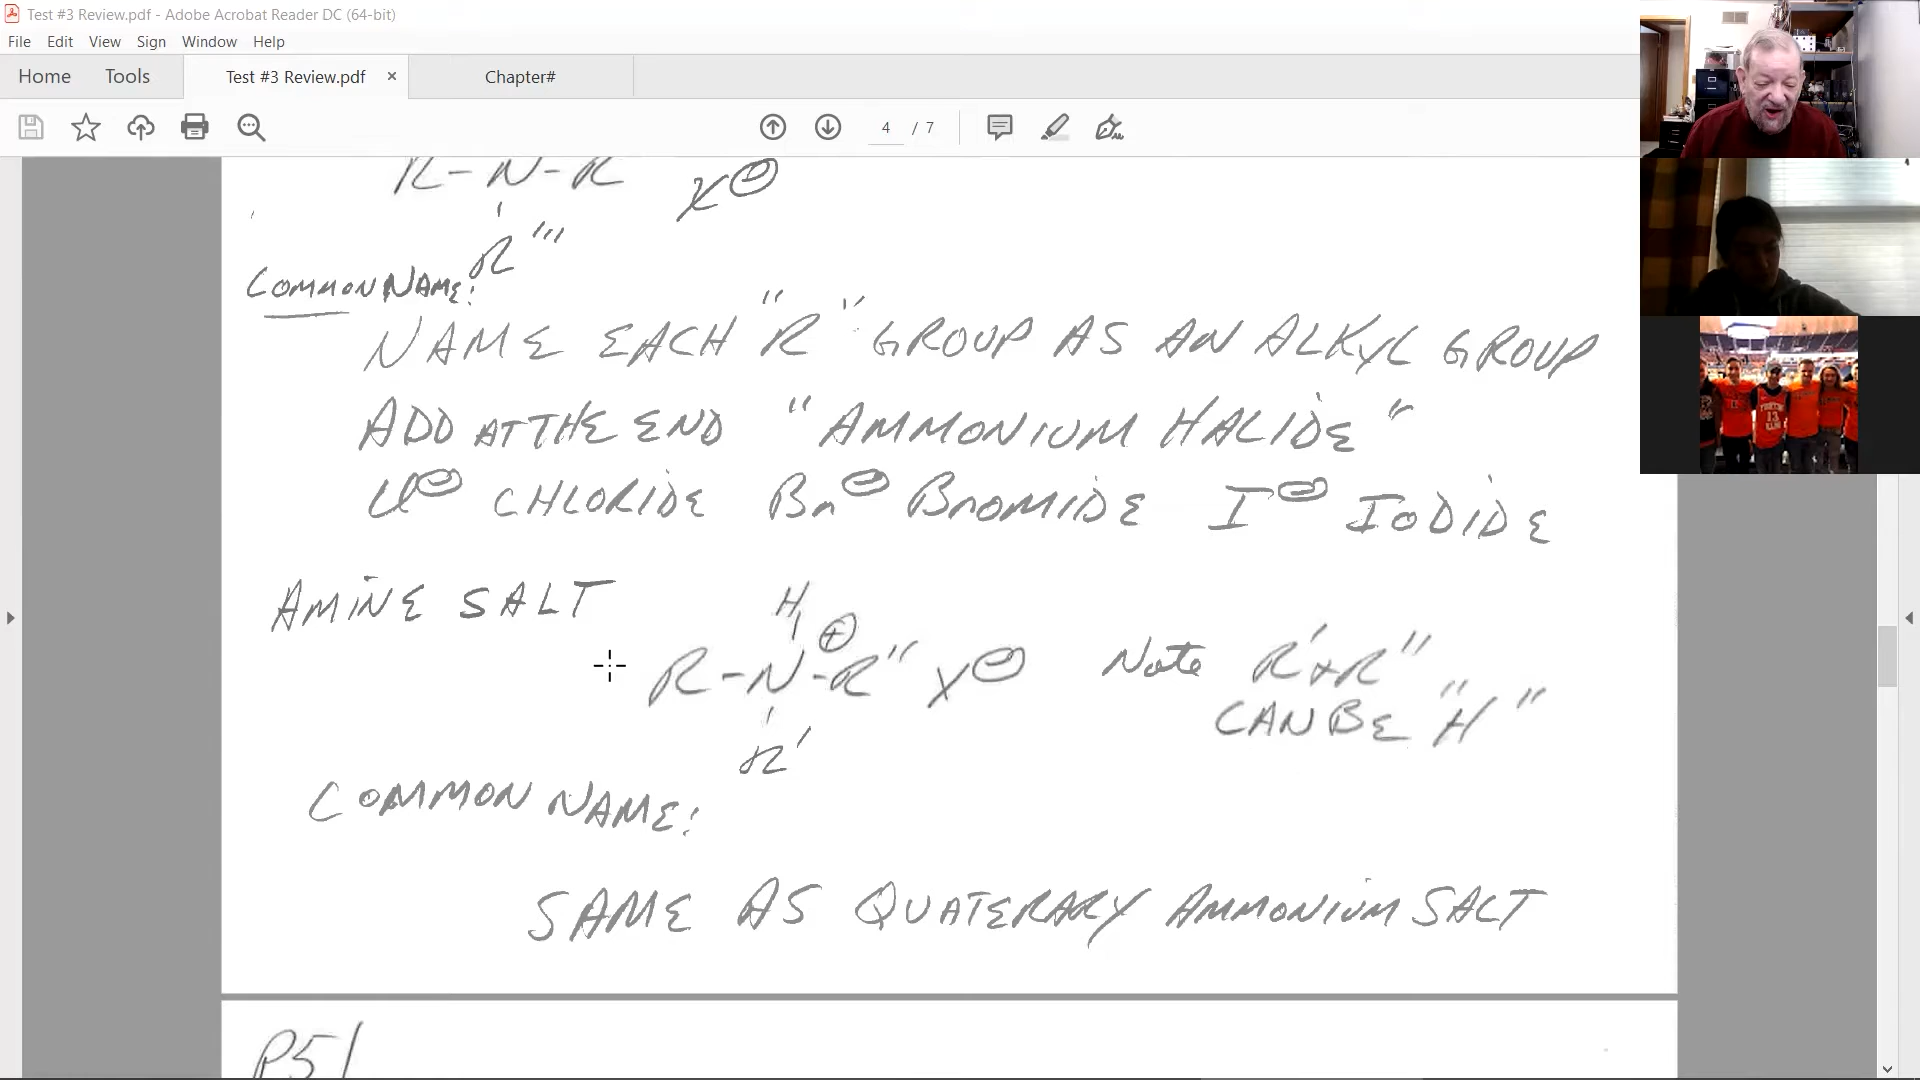 Test #3 Review.pdf - Adobe Acrobat Reader DC (64-bit)
File Edit View Sign Window Help
Home Tools Test #3 Review.pdf × Chapter#
4 / 7
R-N-R X⊖
R'''
COMMON NAME:
NAME EACH "R" GROUP AS AN ALKYL GROUP
ADD AT THE END "AMMONIUM HALIDE"
Cl⊖ CHLORIDE Br⊖ BROMIDE I⊖ IODIDE
AMINE SALT
H
⊕
R-N-R'' X⊖ Note R' & R''
CAN BE "H"
R'
COMMON NAME:
SAME AS QUATERARY AMMONIUM SALT
P51